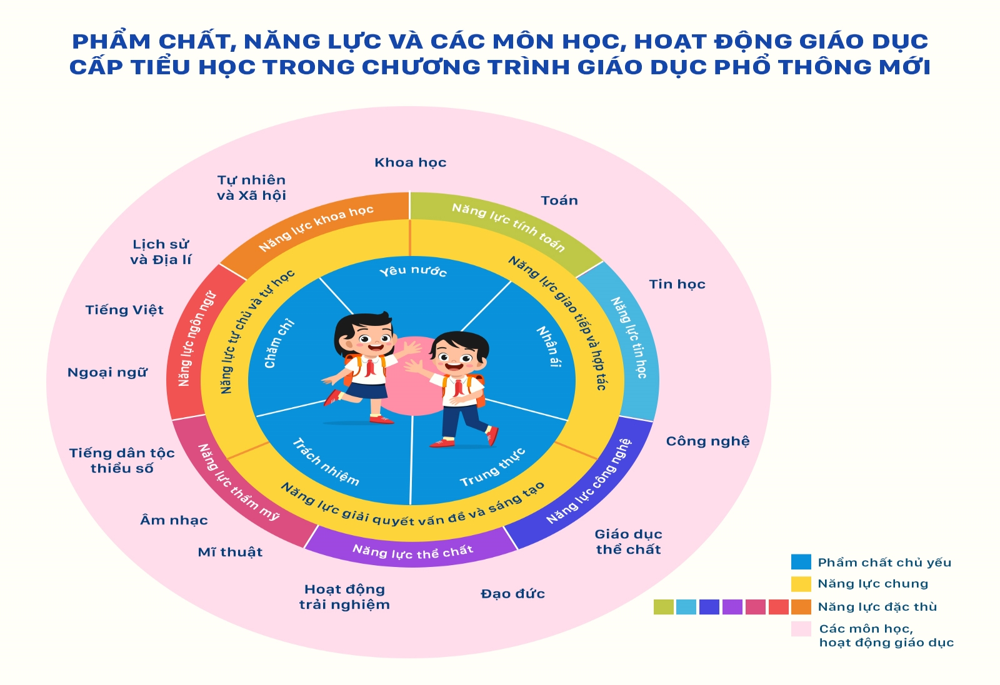 PHẨM CHẤT, NĂNG LỰC VÀ CÁC MÔN HỌC, HOẠT ĐỘNG GIÁO DỤC
CẤP TIỂU HỌC TRONG CHƯƠNG TRÌNH GIÁO DỤC PHỔ THÔNG MỚI
Khoa học
Tự nhiên
và Xã hội
Toán
Lịch sử
và Địa lí
Tin học
Tiếng Việt
Ngoại ngữ
Công nghệ
Tiếng dân tộc
thiểu số
Âm nhạc
Mĩ thuật
Giáo dục
thể chất
Hoạt động
trải nghiệm
Đạo đức
Năng lực khoa học
Năng lực tính toán
Năng lực tin học
Năng lực công nghệ
Năng lực thể chất
Năng lực thẩm mỹ
Năng lực ngôn ngữ
Năng lực tự chủ và tự học
Năng lực giao tiếp và hợp tác
Năng lực giải quyết vấn đề và sáng tạo
Yêu nước
Nhân ái
Trung thực
Trách nhiệm
Chăm chỉ
Phẩm chất chủ yếu
Năng lực chung
Năng lực đặc thù
Các môn học,
hoạt động giáo dục